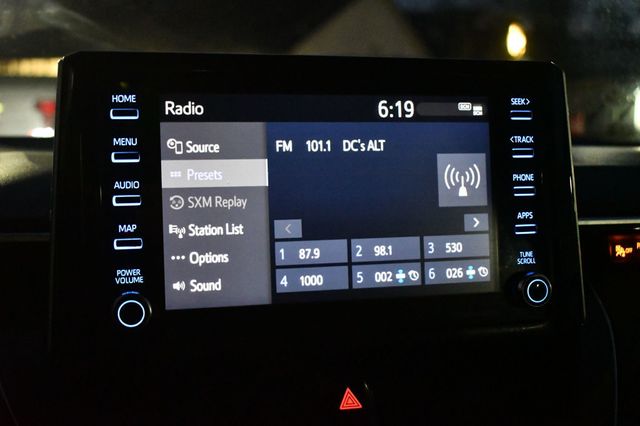 HOME
MENU
AUDIO
MAP
POWER
VOLUME
Radio
6:19
Source
Presets
SXM Replay
Station List
Options
Sound
FM 101.1 DC's ALT
1 87.9
2 98.1
3 530
4 1000
5 002
6 026
SEEK>
<TRACK
PHONE
APPS
TUNE
SCROLL